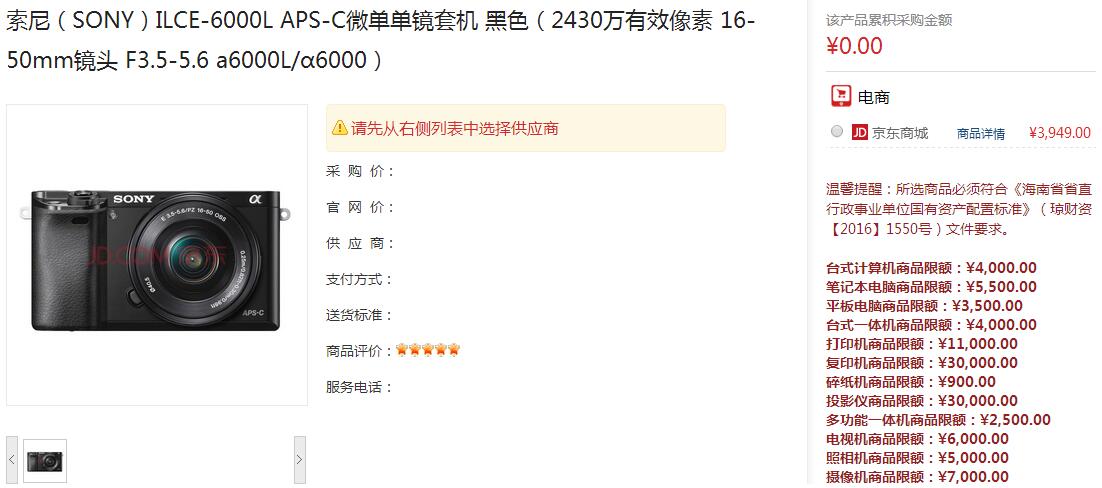 索尼（SONY）ILCE-6000L APS-C微单单镜套机 黑色（2430万有效像素 16-
50mm镜头 F3.5-5.6 a6000L/α6000）
SONY
α
E 3.5-5.6/PZ 16-50 OSS
0.25m/0.82ft-0.30m/0.98ft
Ø40.5
APS-C
JD.COM 京东
请先从右侧列表中选择供应商
采 购 价：
官 网 价：
供 应 商：
支付方式：
送货标准：
商品评价：
服务电话：
该产品累积采购金额
¥0.00
电商
JD 京东商城 商品详情 ¥3,949.00
温馨提醒：所选商品必须符合《海南省省直
行政事业单位国有资产配置标准》（琼财资
【2016】1550号）文件要求。
台式计算机商品限额：¥4,000.00
笔记本电脑商品限额：¥5,500.00
平板电脑商品限额：¥3,500.00
台式一体机商品限额：¥4,000.00
打印机商品限额：¥11,000.00
复印机商品限额：¥30,000.00
碎纸机商品限额：¥900.00
投影仪商品限额：¥30,000.00
多功能一体机商品限额：¥2,500.00
电视机商品限额：¥6,000.00
照相机商品限额：¥5,000.00
摄像机商品限额：¥7,000.00